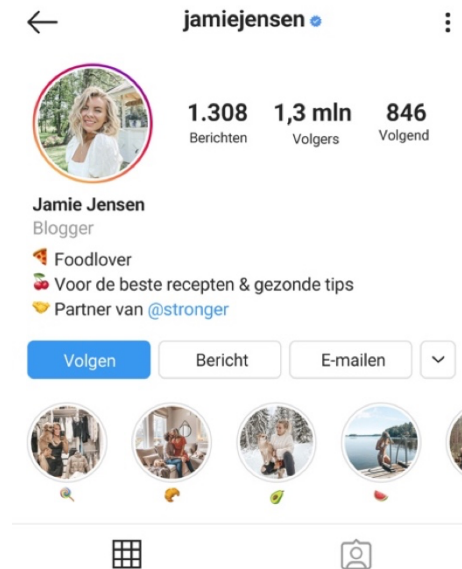 jamiejensen
1.308 1,3 mln 846
Berichten Volgers Volgend
Jamie Jensen
Blogger
🍕 Foodlover
🍒 Voor de beste recepten & gezonde tips
🤝 Partner van @stronger
Volgen Bericht E-mailen